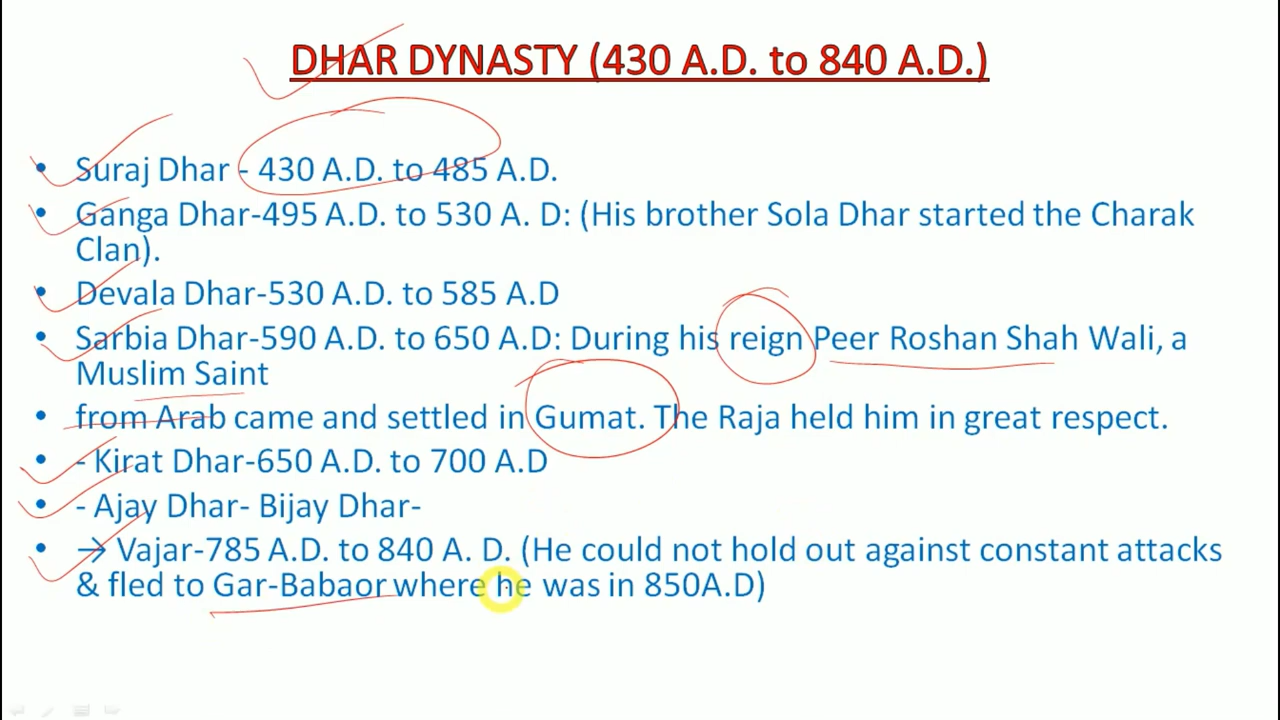 DHAR DYNASTY (430 A.D. to 840 A.D.)
• Suraj Dhar - 430 A.D. to 485 A.D.
• Ganga Dhar-495 A.D. to 530 A. D: (His brother Sola Dhar started the Charak
Clan).
• Devala Dhar-530 A.D. to 585 A.D
• Sarbia Dhar-590 A.D. to 650 A.D: During his reign Peer Roshan Shah Wali, a
Muslim Saint
• from Arab came and settled in Gumat. The Raja held him in great respect.
• - Kirat Dhar-650 A.D. to 700 A.D
• - Ajay Dhar- Bijay Dhar-
• → Vajar-785 A.D. to 840 A. D. (He could not hold out against constant attacks
& fled to Gar-Babaor where he was in 850A.D)